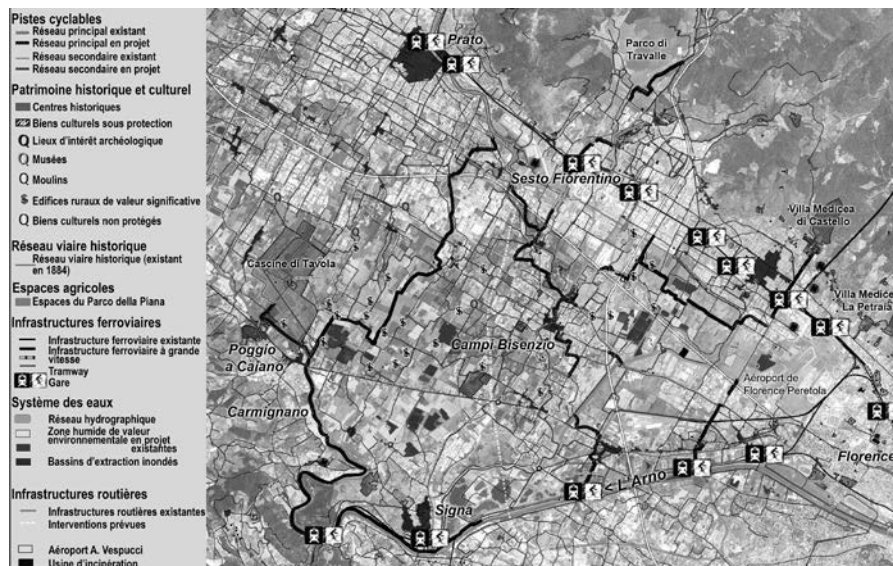 Pistes cyclables
Réseau principal existant
Réseau principal en projet
Réseau secondaire existant
Réseau secondaire en projet
Patrimoine historique et culturel
Centres historiques
Biens culturels sous protection
Lieux d'intérêt archéologique
Musées
Moulins
Edifices ruraux de valeur significative
Biens culturels non protégés
Réseau viaire historique
Réseau viaire historique (existant
en 1884)
Espaces agricoles
Espaces du Parco della Piana
Infrastructures ferroviaires
Infrastructure ferroviaire existante
Infrastructure ferroviaire à grande
vitesse
Tramway
Gare
Système des eaux
Réseau hydrographique
Zone humide de valeur
environnementale en projet
existantes
Bassins d'extraction inondés
Infrastructures routières
Infrastructures routières existantes
Interventions prévues
Aéroport A. Vespucci
Usine d'incinération
Prato
Parco di
Travalle
Sesto Fiorentino
Villa Medicea
di Castello
Cascine di Tavola
Villa Medicea
La Petraia
Poggio
a Caiano
Campi Bisenzio
Aéroport de
Florence Peretola
Carmignano
Florence
< L'Arno
Signa